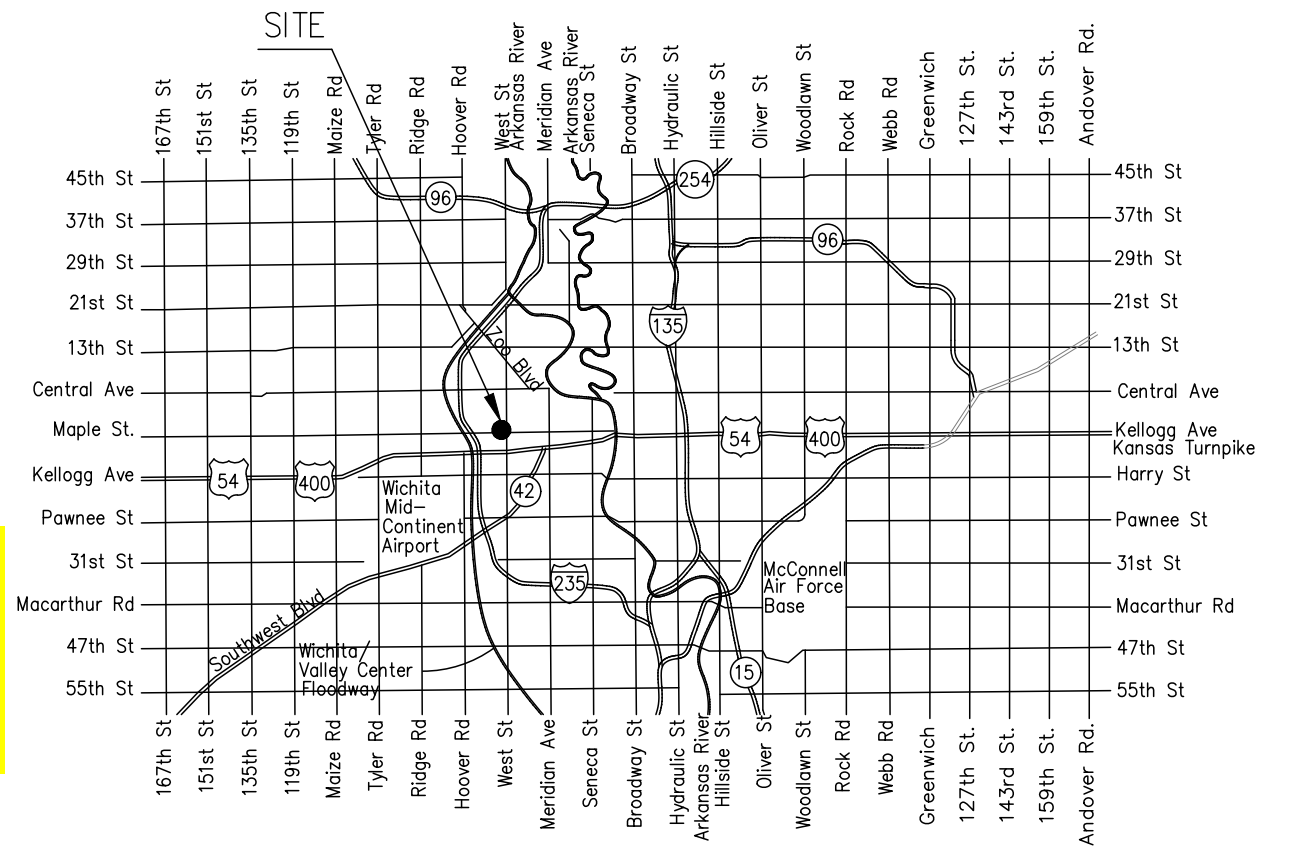 SITE
167th St
151st St
135th St
119th St
Maize Rd
Tyler Rd
Ridge Rd
Hoover Rd
West St
Arkansas River
Meridian Ave
Arkansas River
Seneca St
Broadway St
Hydraulic St
Hillside St
Oliver St
Woodlawn St
Rock Rd
Webb Rd
Greenwich
127th St.
143rd St.
159th St.
Andover Rd.
45th St
37th St
29th St
21st St
13th St
Central Ave
Maple St.
Kellogg Ave
Pawnee St
31st St
Macarthur Rd
47th St
55th St
96
254
96
135
Zoo Blvd
54
400
54
400
42
Wichita
Mid-
Continent
Airport
235
McConnell
Air Force
Base
Southwest Blvd
Wichita/
Valley Center
Floodway
15
45th St
37th St
29th St
21st St
13th St
Central Ave
Kellogg Ave
Kansas Turnpike
Harry St
Pawnee St
31st St
Macarthur Rd
47th St
55th St
167th St
151st St
135th St
119th St
Maize Rd
Tyler Rd
Ridge Rd
Hoover Rd
West St
Meridian Ave
Seneca St
Broadway St
Hydraulic St
Arkansas River
Hillside St
Oliver St
Woodlawn St
Rock Rd
Webb Rd
Greenwich
127th St.
143rd St.
159th St.
Andover Rd.